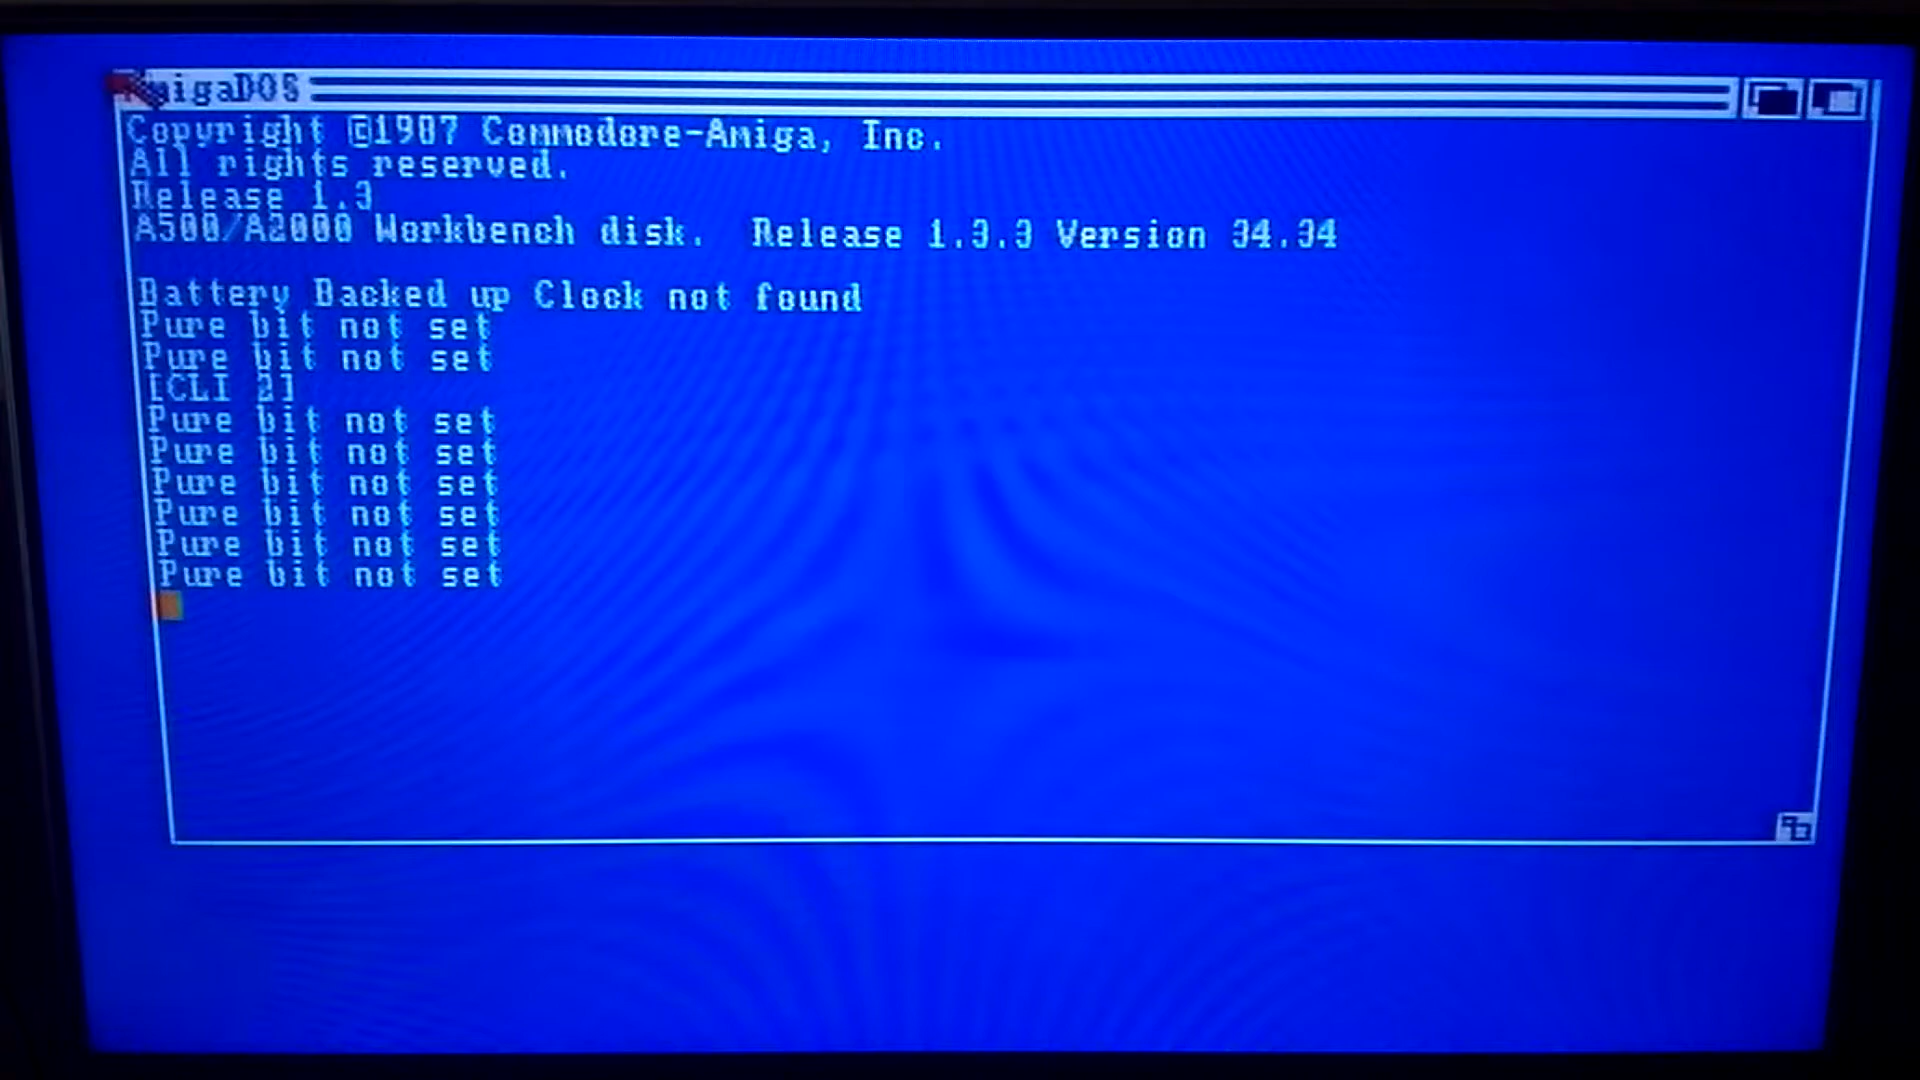 AmigaDOS
Copyright ©1987 Commodore-Amiga, Inc.
All rights reserved.
Release 1.3
A500/A2000 Workbench disk.  Release 1.3.3 Version 34.34
Battery Backed up Clock not found
Pure bit not set
Pure bit not set
[CLI 2]
Pure bit not set
Pure bit not set
Pure bit not set
Pure bit not set
Pure bit not set
Pure bit not set